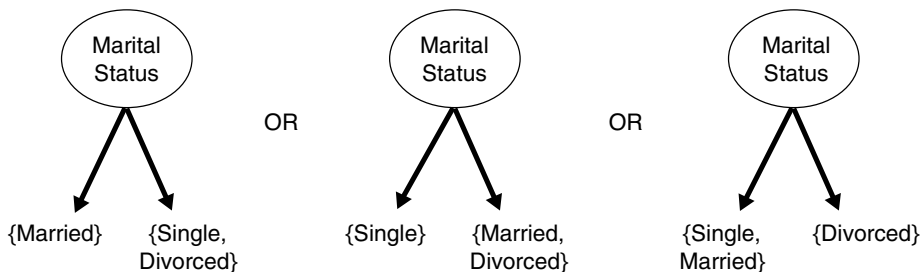 Marital
Status
Marital
Status
Marital
Status
OR
OR
{Married}
{Single,
Divorced}
{Single}
{Married,
Divorced}
{Single,
Married}
{Divorced}